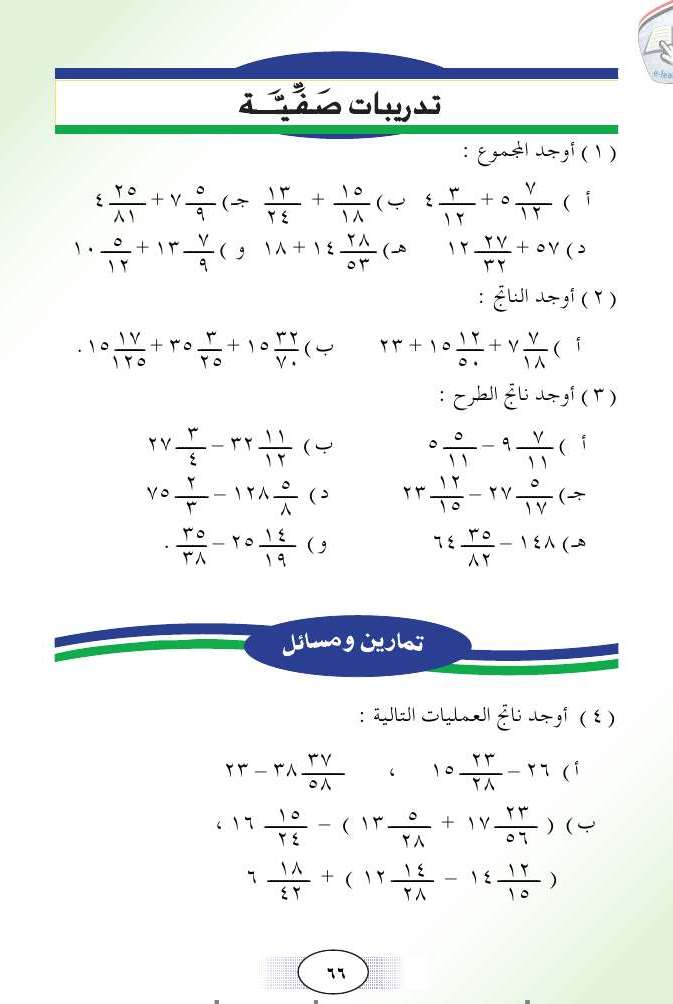 e-lea
تدريبات صَفِّيَّـة
(١) أوجد المجموع :
أ ) ٧/١٢ ٥ + ٣/١٢ ٤ ب) ١٥/١٨ + ١٣/٢٤ جـ) ٥/٩ ٧ + ٢٥/٨١ ٤
د) ٥٧ + ٢٧/٣٢ ١٢ هـ) ٢٨/٥٣ ١٤ + ١٨ و ) ٧/٩ ١٣ + ٥/١٢ ١٠
(٢) أوجد الناتج :
أ ) ٧/١٨ ٧ + ١٢/٥٠ ١٥ + ٢٣ ب) ٣٢/٧٠ ١٥ + ٣/٢٥ ٣٥ + ١٧/١٢٥ ١٥ .
(٣) أوجد ناتج الطرح :
أ ) ٧/١١ ٩ – ٥/١١ ٥ ب) ١١/١٢ ٣٢ – ٣/٤ ٢٧
جـ) ٥/١٧ ٢٧ – ١٢/١٥ ٢٣ د) ٥/٨ ١٢٨ – ٢/٣ ٧٥
هـ) ١٤٨ – ٣٥/٨٢ ٦٤ و) ١٤/١٩ ٢٥ – ٣٥/٣٨ .
تمارين ومسائل
(٤) أوجد ناتج العمليات التالية :
أ) ٢٦ – ٢٣/٢٨ ١٥ ، ٣٧/٥٨ ٣٨ – ٢٣
ب) ( ٢٣/٥٦ ١٧ + ٥/٢٨ ١٣ ) – ١٥/٢٤ ١٦ ،
( ١٢/١٥ ١٤ – ١٤/٢٨ ١٢ ) + ١٨/٤٢ ٦
٦٦